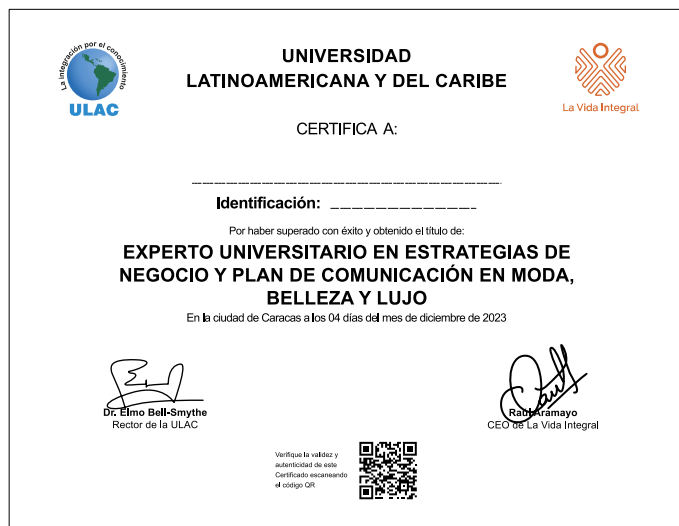 La integración por el conocimiento
ULAC
UNIVERSIDAD
LATINOAMERICANA Y DEL CARIBE
La Vida Integral
CERTIFICA A:
Identificación:
Por haber superado con éxito y obtenido el título de:
EXPERTO UNIVERSITARIO EN ESTRATEGIAS DE
NEGOCIO Y PLAN DE COMUNICACIÓN EN MODA,
BELLEZA Y LUJO
En la ciudad de Caracas a los 04 días del mes de diciembre de 2023
Dr. Elmo Bell-Smythe
Rector de la ULAC
Raúl Aramayo
CEO de La Vida Integral
Verifique la validez y
autenticidad de este
Certificado escaneando
el código QR